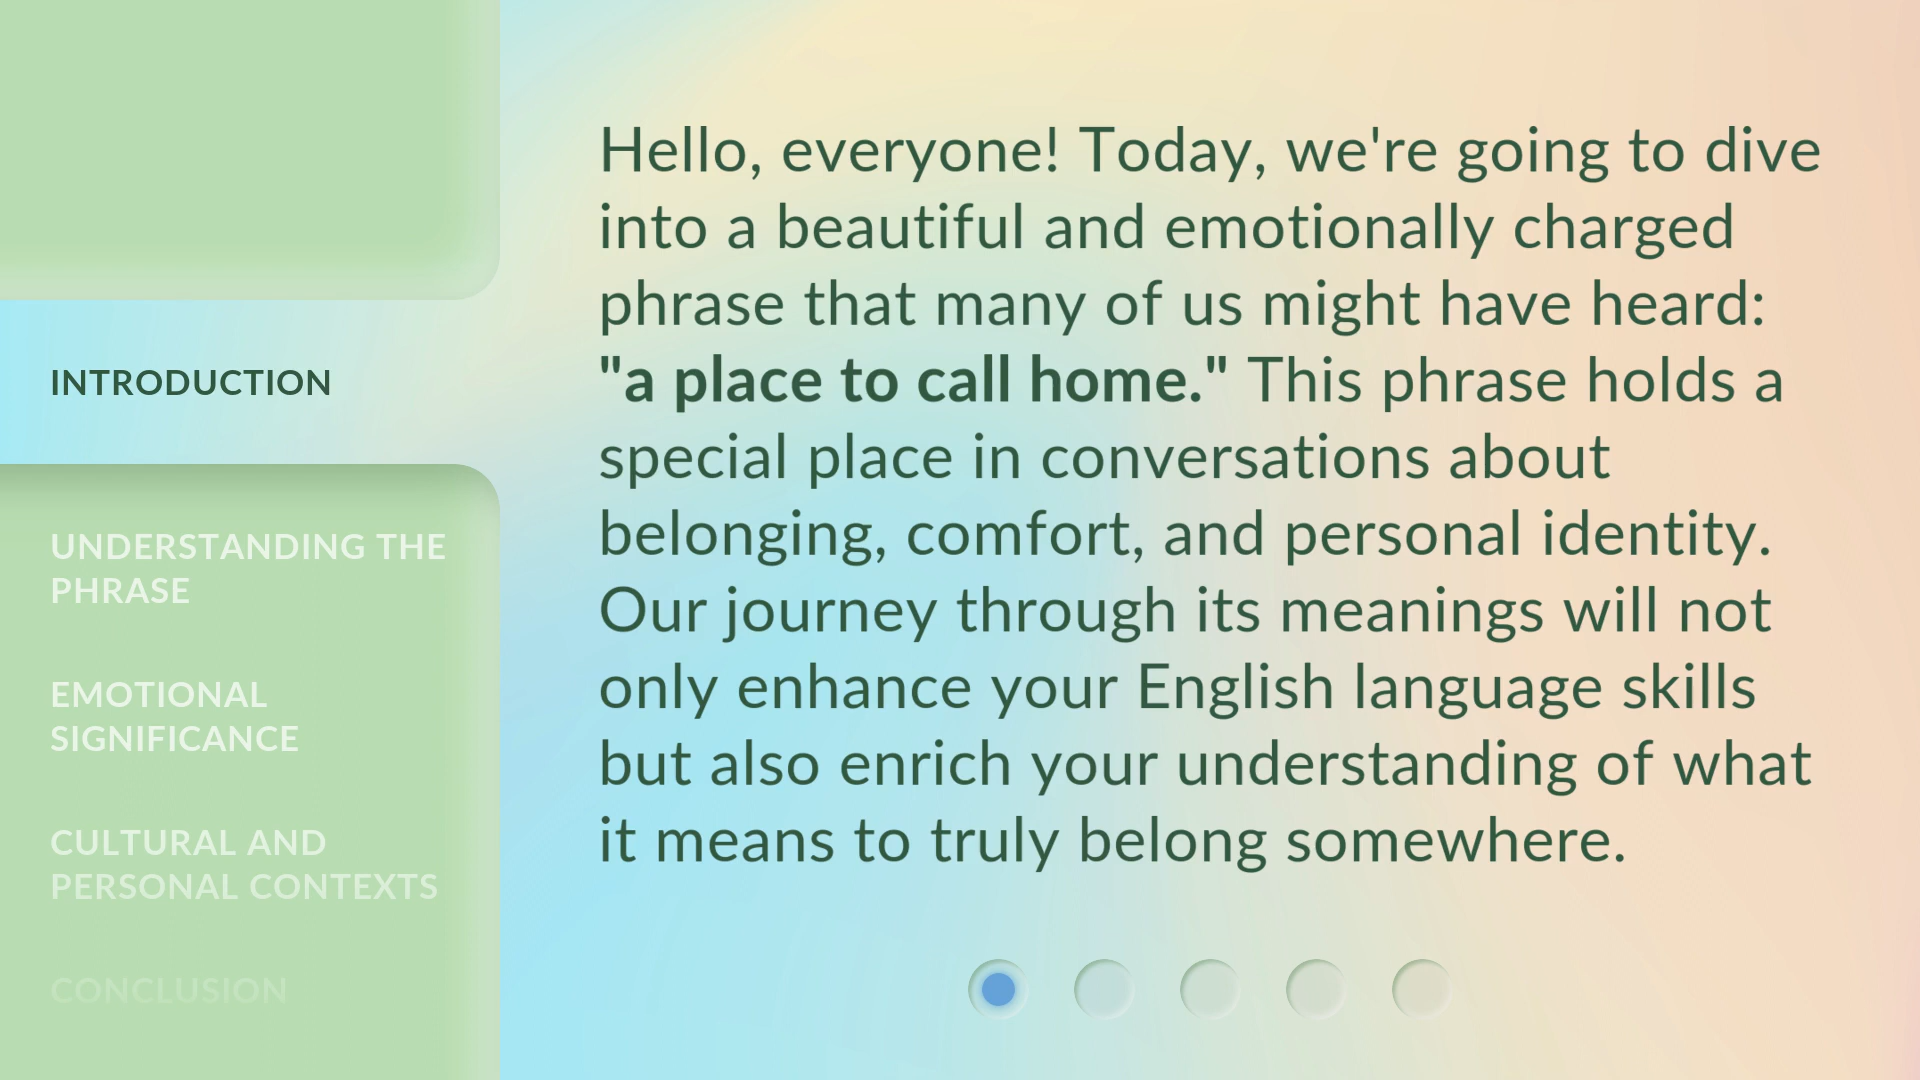 INTRODUCTION
UNDERSTANDING THE
PHRASE
EMOTIONAL
SIGNIFICANCE
CULTURAL AND
PERSONAL CONTEXTS
CONCLUSION
Hello, everyone! Today, we're going to dive
into a beautiful and emotionally charged
phrase that many of us might have heard:
"a place to call home." This phrase holds a
special place in conversations about
belonging, comfort, and personal identity.
Our journey through its meanings will not
only enhance your English language skills
but also enrich your understanding of what
it means to truly belong somewhere.